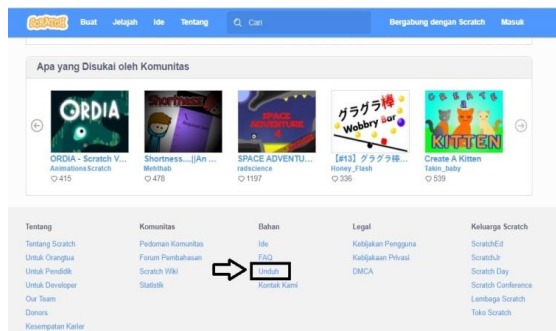 SCRATCH Buat Jelajah Ide Tentang Cari Bergabung dengan Scratch Masuk
Apa yang Disukai oleh Komunitas
ORDIA
Shortness
SPACE ADVENTURE
グラグラ棒
Wobbry Bar
CREATE A KITTEN
ORDIA - Scratch V... Shortness....||An ... SPACE ADVENTU... 【#13】グラグラ棒... Create A Kitten
AnimationsScratch Mehthab radscience Honey_Flash Takin_baby
415 478 1197 336 539
Tentang Komunitas Bahan Legal Keluarga Scratch
Tentang Scratch Pedoman Komunitas Ide Kebijakan Pengguna ScratchEd
Untuk Orangtua Forum Pembahasan FAQ Kebijakaan Privasi ScratchJr
Untuk Pendidik Scratch Wiki Unduh DMCA Scratch Day
Untuk Developer Statistik Kontak Kami Scratch Conference
Our Team Lembaga Scratch
Donors Toko Scratch
Kesempatan Karier